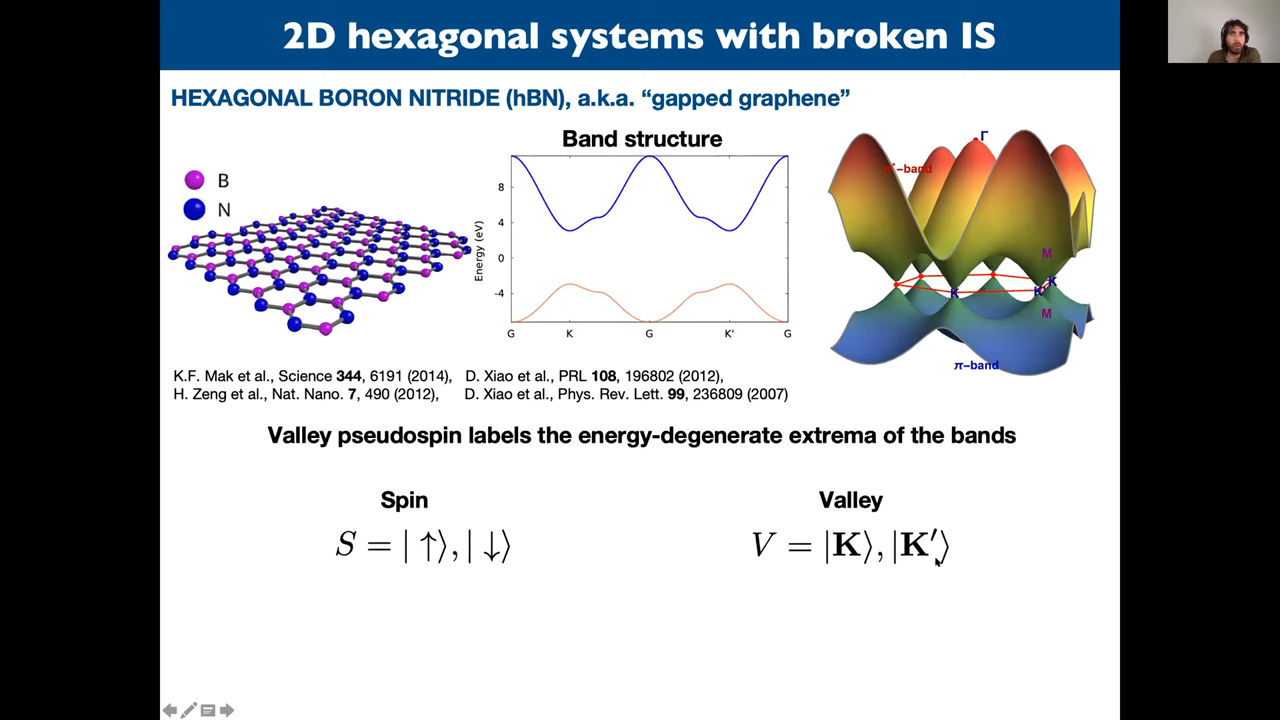 2D hexagonal systems with broken IS
HEXAGONAL BORON NITRIDE (hBN), a.k.a. “gapped graphene”
B
N
Band structure
Energy (eV)
8
4
0
-4
G K G K' G
Γ
-band
M
K
K
K
M
π-band
K.F. Mak et al., Science 344, 6191 (2014), D. Xiao et al., PRL 108, 196802 (2012),
H. Zeng et al., Nat. Nano. 7, 490 (2012), D. Xiao et al., Phys. Rev. Lett. 99, 236809 (2007)
Valley pseudospin labels the energy-degenerate extrema of the bands
Spin
S = | ↑⟩, | ↓⟩
Valley
V = |K⟩, |K′⟩